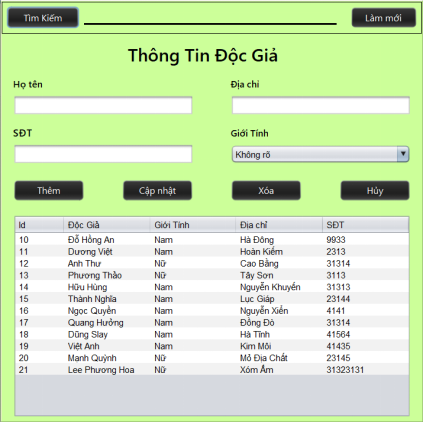 Tìm Kiếm Làm mới
Thông Tin Độc Giả
Họ tên Địa chỉ
SĐT Giới Tính
Không rõ
Thêm Cập nhật Xóa Hủy
Id Độc Giả Giới Tính Địa chỉ SĐT
10 Đỗ Hồng An Nam Hà Đông 9933
11 Dương Việt Nam Hoàn Kiếm 2313
12 Anh Thư Nữ Cao Bằng 31314
13 Phương Thảo Nữ Tây Sơn 3113
14 Hữu Hùng Nam Nguyễn Khuyến 31313
15 Thành Nghĩa Nam Lục Giáp 23144
16 Ngọc Quyền Nam Nguyễn Xiển 4141
17 Quang Hưởng Nam Đồng Đò 31314
18 Dũng Slay Nam Hà Tĩnh 41564
19 Việt Anh Nam Kim Môi 41435
20 Mạnh Quỳnh Nữ Mỏ Địa Chất 23145
21 Lee Phương Hoa Nữ Xóm Ấm 31323131